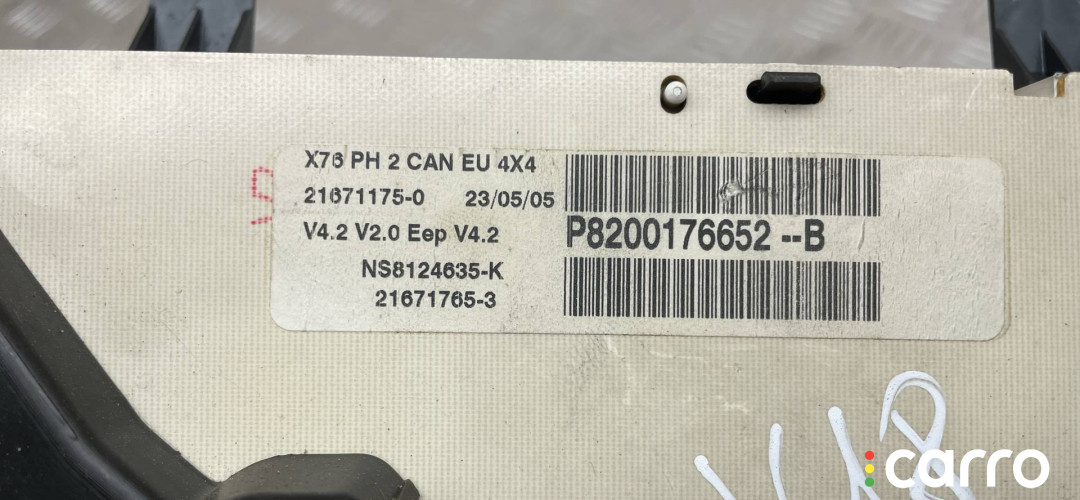 X76 PH 2 CAN EU 4X4
21671175-0 23/05/05
V4.2 V2.0 Eep V4.2
P8200176652 --B
NS8124635-K
21671765-3
carro